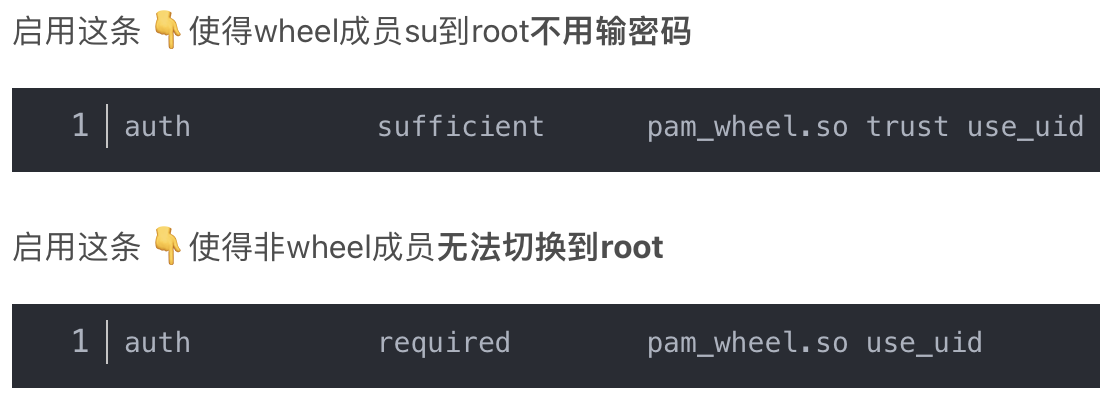 启用这条 👇 使得wheel成员su到root不用输密码
1 auth sufficient pam_wheel.so trust use_uid
启用这条 👇 使得非wheel成员无法切换到root
1 auth required pam_wheel.so use_uid